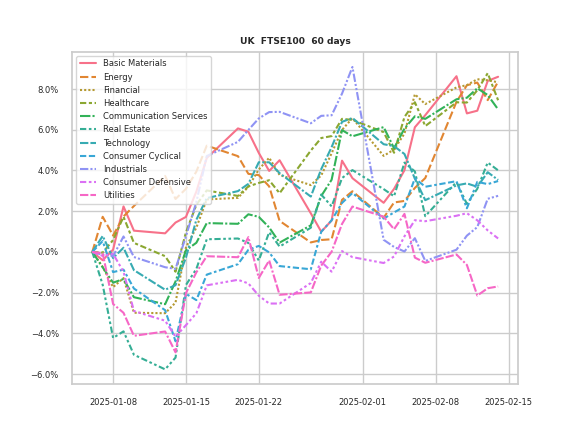 UK  FTSE100  60 days
Basic Materials
Energy
Financial
Healthcare
Communication Services
Real Estate
Technology
Consumer Cyclical
Industrials
Consumer Defensive
Utilities
8.0%
6.0%
4.0%
2.0%
0.0%
−2.0%
−4.0%
−6.0%
2025-01-08 2025-01-15 2025-01-22 2025-02-01 2025-02-08 2025-02-15